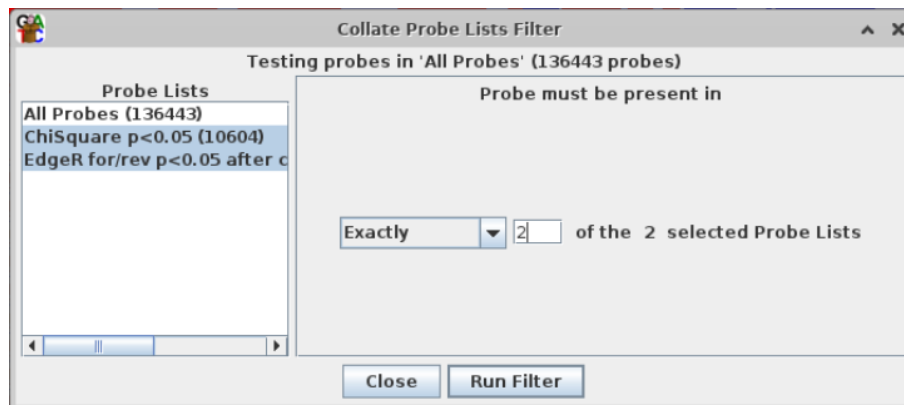 Collate Probe Lists Filter
Testing probes in 'All Probes' (136443 probes)
Probe Lists
All Probes (136443)
ChiSquare p<0.05 (10604)
EdgeR for/rev p<0.05 after c
Probe must be present in
Exactly 2 of the 2 selected Probe Lists
Close Run Filter